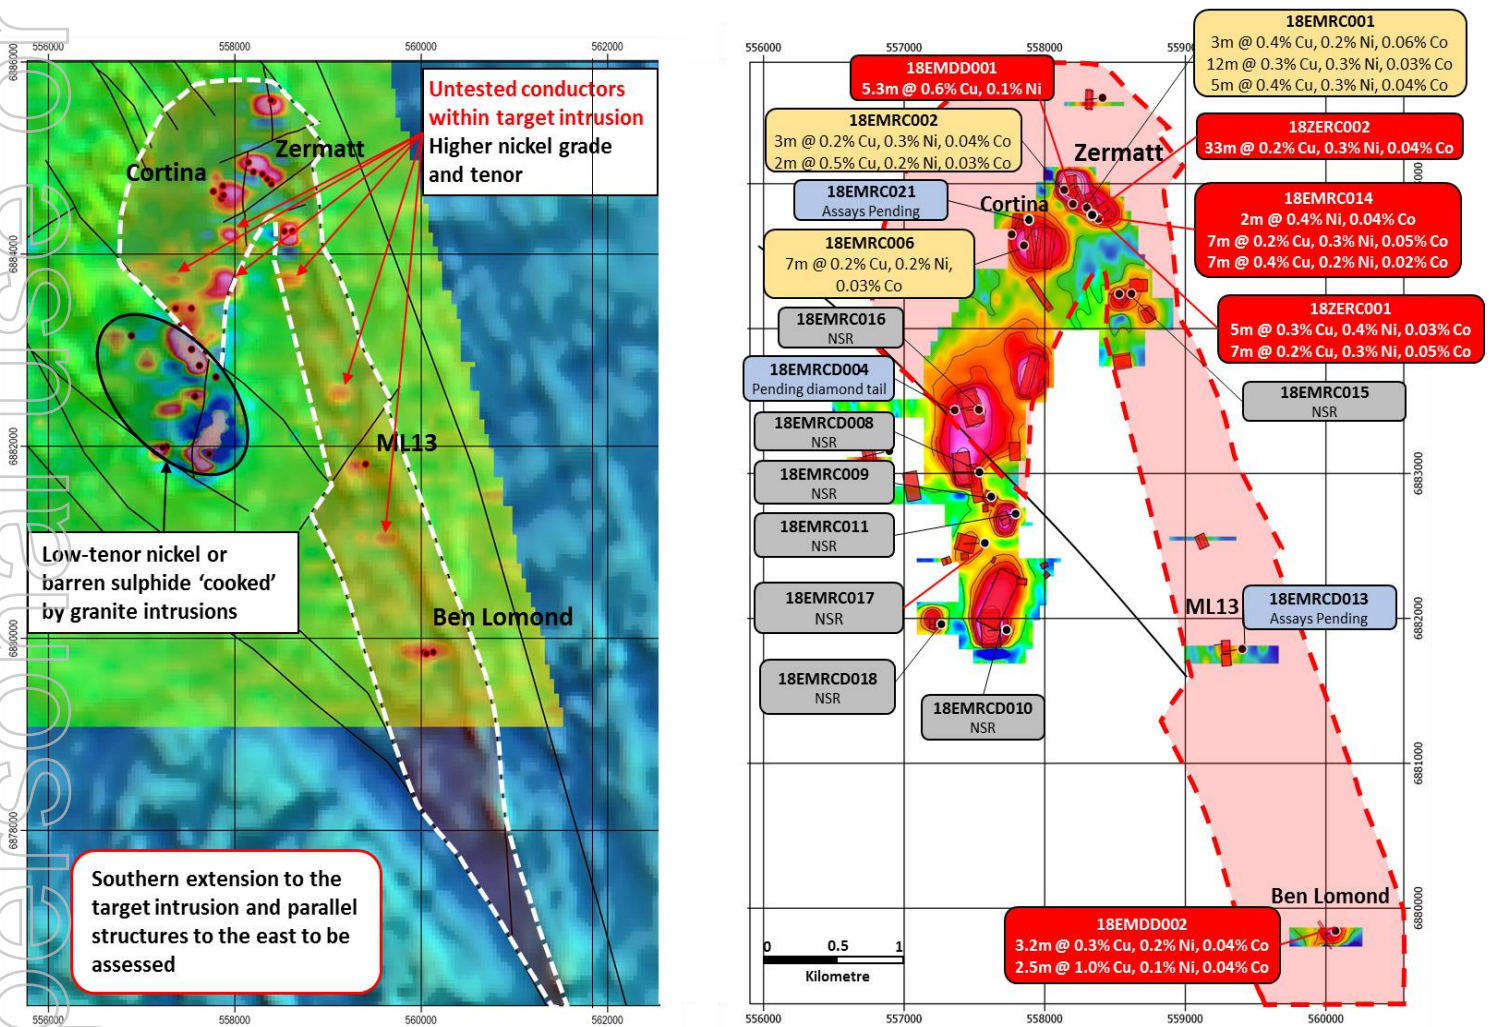 ersonal use or
556000
558000
560000
562000
6886000
6884000
6882000
6880000
6878000
Untested conductors
within target intrusion
Higher nickel grade
and tenor
Zermatt
Cortina
ML13
Ben Lomond
Low-tenor nickel or
barren sulphide ‘cooked’
by granite intrusions
Southern extension to the
target intrusion and parallel
structures to the east to be
assessed
556000
558000
560000
562000
556000
557000
558000
5590
18EMRC001
3m @ 0.4% Cu, 0.2% Ni, 0.06% Co
12m @ 0.3% Cu, 0.3% Ni, 0.03% Co
5m @ 0.4% Cu, 0.3% Ni, 0.04% Co
18EMDD001
5.3m @ 0.6% Cu, 0.1% Ni
18EMRC002
3m @ 0.2% Cu, 0.3% Ni, 0.04% Co
2m @ 0.5% Cu, 0.2% Ni, 0.03% Co
18ZERC002
33m @ 0.2% Cu, 0.3% Ni, 0.04% Co
Zermatt
18EMRC021
Assays Pending
Cortina
18EMRC014
2m @ 0.4% Ni, 0.04% Co
7m @ 0.2% Cu, 0.3% Ni, 0.05% Co
7m @ 0.4% Cu, 0.2% Ni, 0.02% Co
18EMRC006
7m @ 0.2% Cu, 0.2% Ni,
0.03% Co
18ZERC001
5m @ 0.3% Cu, 0.4% Ni, 0.03% Co
7m @ 0.2% Cu, 0.3% Ni, 0.05% Co
18EMRC016
NSR
18EMRCD004
Pending diamond tail
18EMRC015
NSR
18EMRCD008
NSR
18EMRC009
NSR
18EMRC011
NSR
18EMRC017
NSR
18EMRCD018
NSR
18EMRCD010
NSR
ML13
18EMRCD013
Assays Pending
Ben Lomond
18EMDD002
3.2m @ 0.3% Cu, 0.2% Ni, 0.04% Co
2.5m @ 1.0% Cu, 0.1% Ni, 0.04% Co
0 0.5 1
Kilometre
6883000
6882000
6881000
6880000
556000
557000
558000
559000
560000